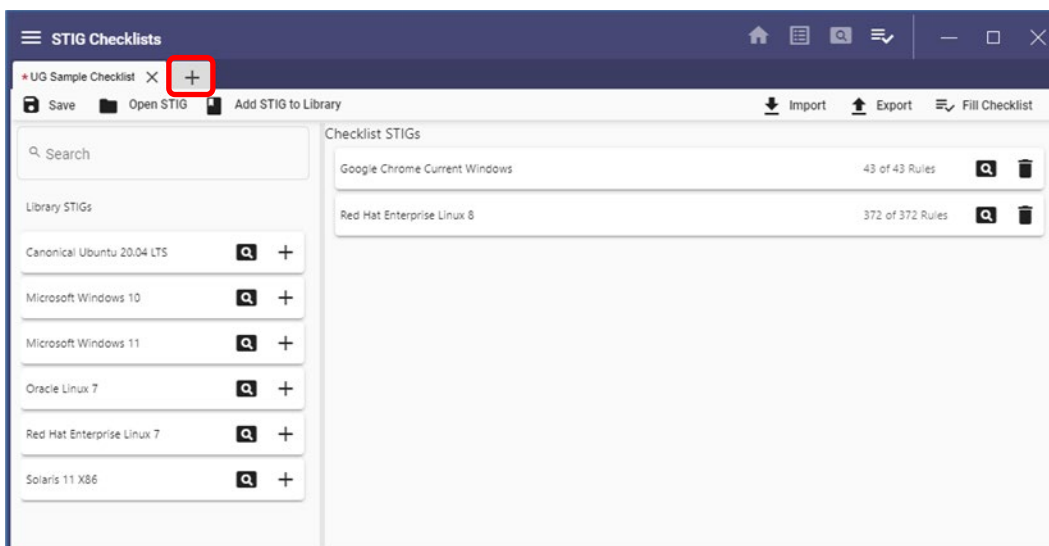 STIG Checklists
*UG Sample Checklist
Save Open STIG Add STIG to Library Import Export Fill Checklist
Search
Library STIGs
Canonical Ubuntu 20.04 LTS
Microsoft Windows 10
Microsoft Windows 11
Oracle Linux 7
Red Hat Enterprise Linux 7
Solaris 11 X86
Checklist STIGs
Google Chrome Current Windows 43 of 43 Rules
Red Hat Enterprise Linux 8 372 of 372 Rules